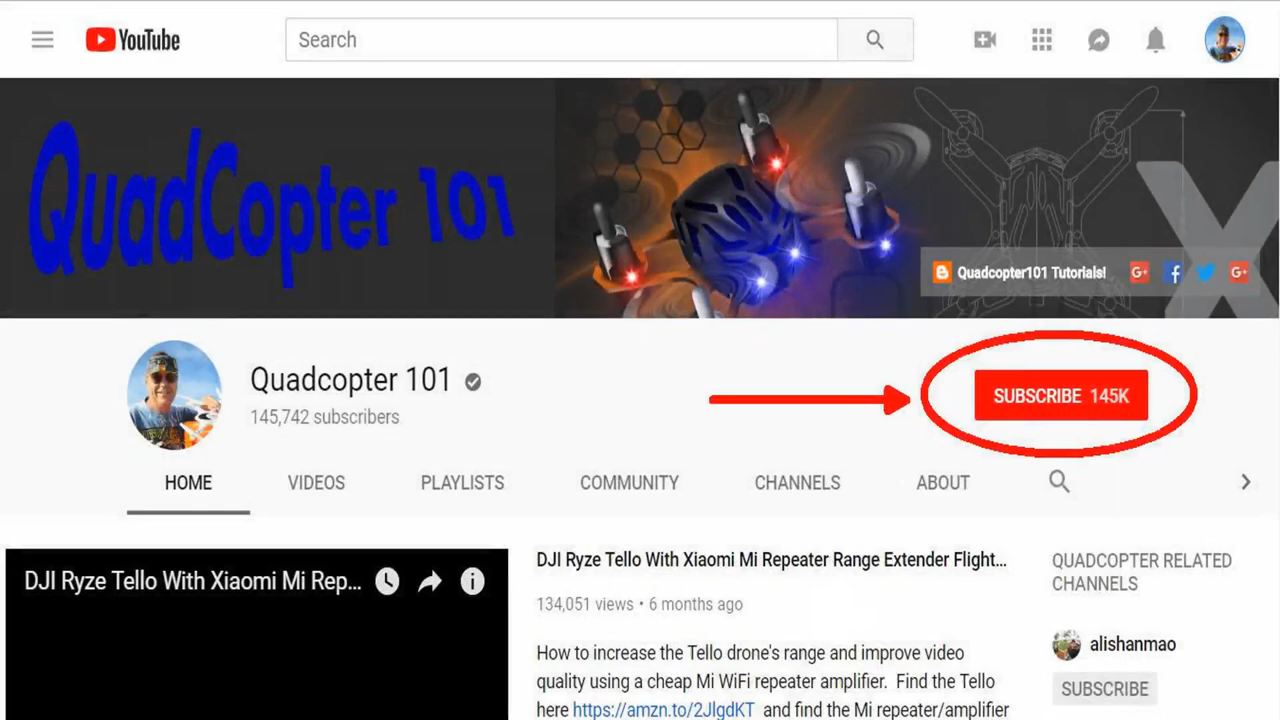 YouTube
Search
QuadCopter 101
X
Quadcopter101 Tutorials!
Quadcopter 101
145,742 subscribers
SUBSCRIBE 145K
HOME VIDEOS PLAYLISTS COMMUNITY CHANNELS ABOUT
DJI Ryze Tello With Xiaomi Mi Rep...
DJI Ryze Tello With Xiaomi Mi Repeater Range Extender Flight...
134,051 views • 6 months ago
How to increase the Tello drone's range and improve video
quality using a cheap Mi WiFi repeater amplifier. Find the Tello
here https://amzn.to/2JlgdKT and find the Mi repeater/amplifier
QUADCOPTER RELATED
CHANNELS
alishanmao
SUBSCRIBE